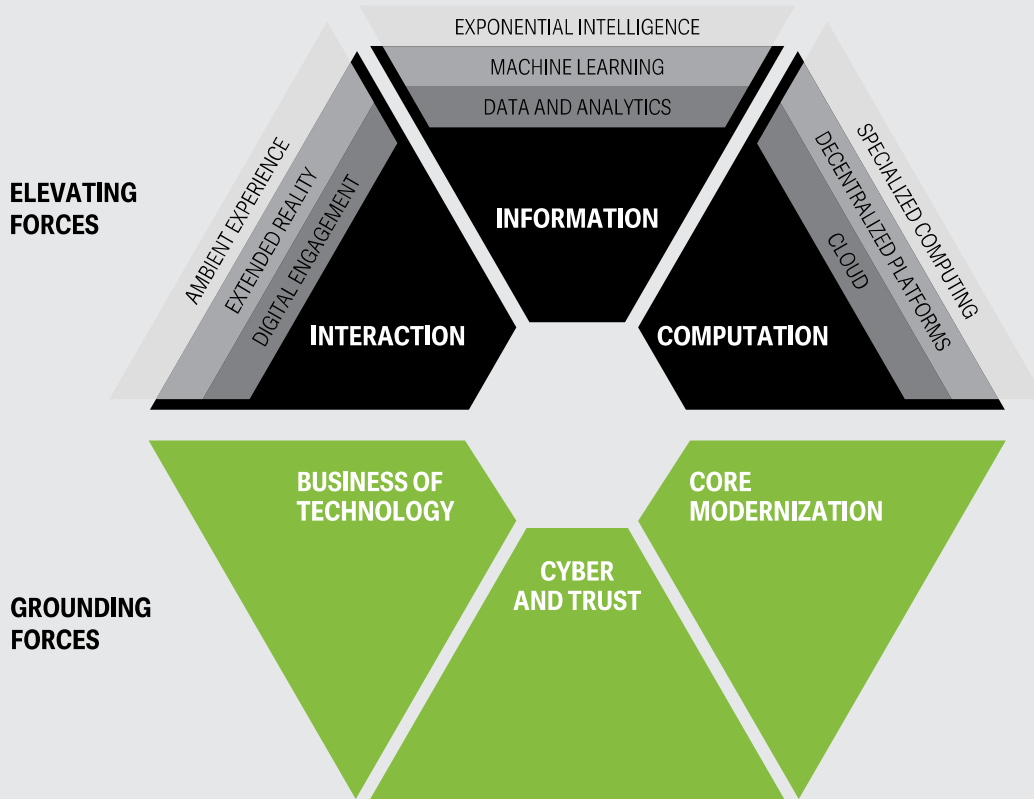 EXPONENTIAL INTELLIGENCE
MACHINE LEARNING
DATA AND ANALYTICS
INFORMATION
ELEVATING
FORCES
AMBIENT EXPERIENCE
EXTENDED REALITY
DIGITAL ENGAGEMENT
INTERACTION
COMPUTATION
CLOUD
DECENTRALIZED PLATFORMS
SPECIALIZED COMPUTING
GROUNDING
FORCES
BUSINESS OF
TECHNOLOGY
CYBER
AND TRUST
CORE
MODERNIZATION